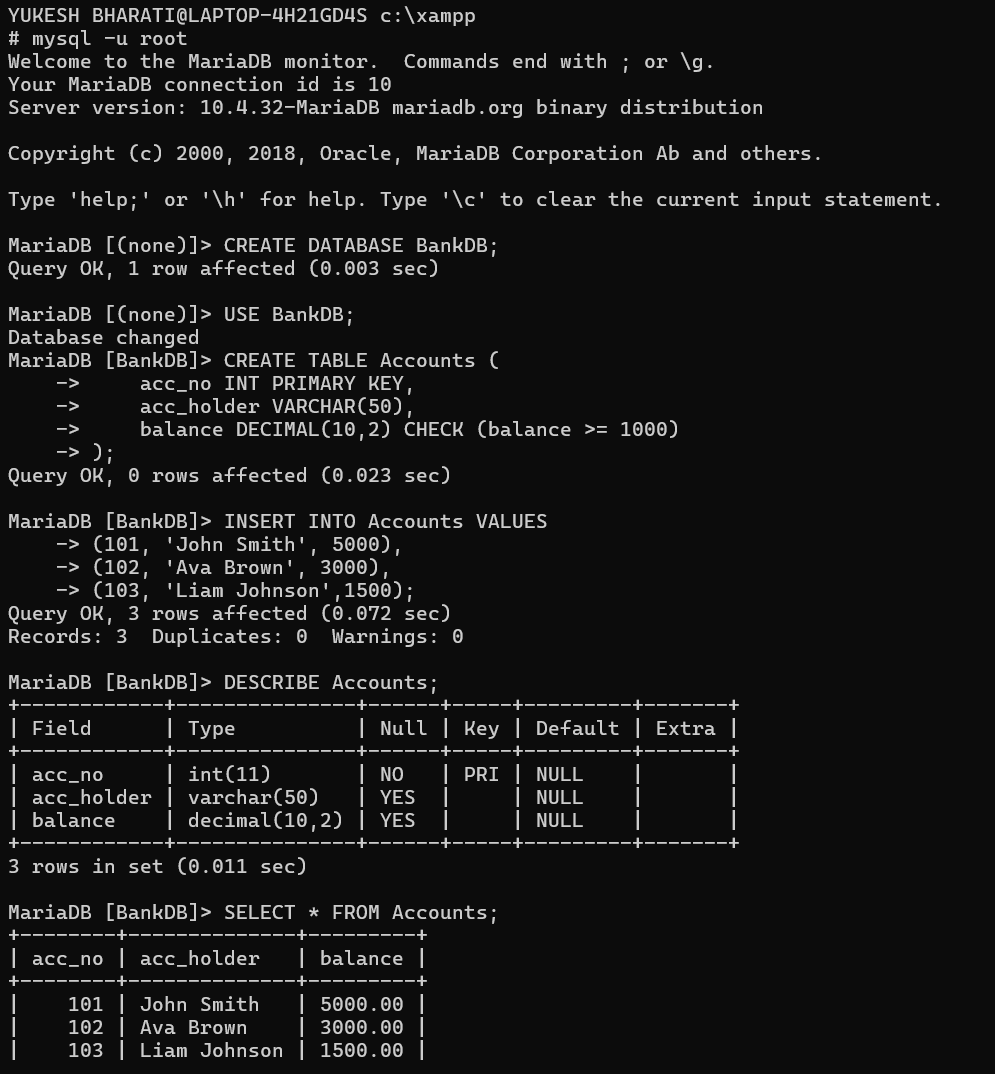 YUKESH BHARATI@LAPTOP-4H21GD4S c:\xampp
# mysql -u root
Welcome to the MariaDB monitor.  Commands end with ; or \g.
Your MariaDB connection id is 10
Server version: 10.4.32-MariaDB mariadb.org binary distribution

Copyright (c) 2000, 2018, Oracle, MariaDB Corporation Ab and others.

Type 'help;' or '\h' for help. Type '\c' to clear the current input statement.

MariaDB [(none)]> CREATE DATABASE BankDB;
Query OK, 1 row affected (0.003 sec)

MariaDB [(none)]> USE BankDB;
Database changed
MariaDB [BankDB]> CREATE TABLE Accounts (
    ->     acc_no INT PRIMARY KEY,
    ->     acc_holder VARCHAR(50),
    ->     balance DECIMAL(10,2) CHECK (balance >= 1000)
    -> );
Query OK, 0 rows affected (0.023 sec)

MariaDB [BankDB]> INSERT INTO Accounts VALUES
    -> (101, 'John Smith', 5000),
    -> (102, 'Ava Brown', 3000),
    -> (103, 'Liam Johnson',1500);
Query OK, 3 rows affected (0.072 sec)
Records: 3  Duplicates: 0  Warnings: 0

MariaDB [BankDB]> DESCRIBE Accounts;
+------------+---------------+------+-----+---------+-------+
| Field      | Type          | Null | Key | Default | Extra |
+------------+---------------+------+-----+---------+-------+
| acc_no     | int(11)       | NO   | PRI | NULL    |       |
| acc_holder | varchar(50)   | YES  |     | NULL    |       |
| balance    | decimal(10,2) | YES  |     | NULL    |       |
+------------+---------------+------+-----+---------+-------+
3 rows in set (0.011 sec)

MariaDB [BankDB]> SELECT * FROM Accounts;
+--------+--------------+---------+
| acc_no | acc_holder   | balance |
+--------+--------------+---------+
|    101 | John Smith   | 5000.00 |
|    102 | Ava Brown    | 3000.00 |
|    103 | Liam Johnson | 1500.00 |